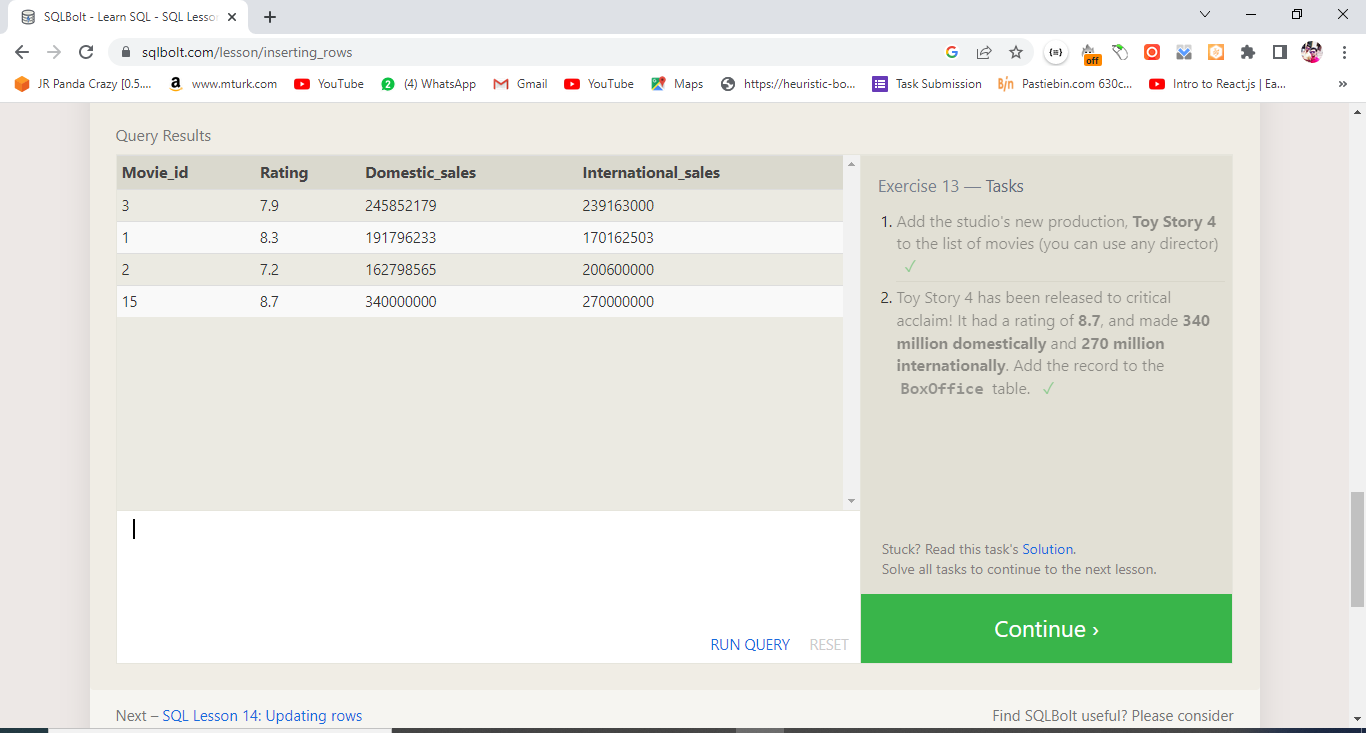 SQLBolt - Learn SQL - SQL Lesson
sqlbolt.com/lesson/inserting_rows
{≡}
off
JR Panda Crazy [0.5....
www.mturk.com
YouTube
2
(4) WhatsApp
Gmail
YouTube
Maps
https://heuristic-bo...
Task Submission
B/n
Pastiebin.com 630c...
Intro to React.js | Ea...
»
Query Results
Movie_id Rating Domestic_sales International_sales
3 7.9 245852179 239163000
1 8.3 191796233 170162503
2 7.2 162798565 200600000
15 8.7 340000000 270000000
RUN QUERY RESET
Exercise 13 — Tasks
1. Add the studio's new production, Toy Story 4
to the list of movies (you can use any director)
✓
2. Toy Story 4 has been released to critical
acclaim! It had a rating of 8.7, and made 340
million domestically and 270 million
internationally. Add the record to the
BoxOffice table. ✓
Stuck? Read this task's Solution.
Solve all tasks to continue to the next lesson.
Continue ›
Next – SQL Lesson 14: Updating rows
Find SQLBolt useful? Please consider